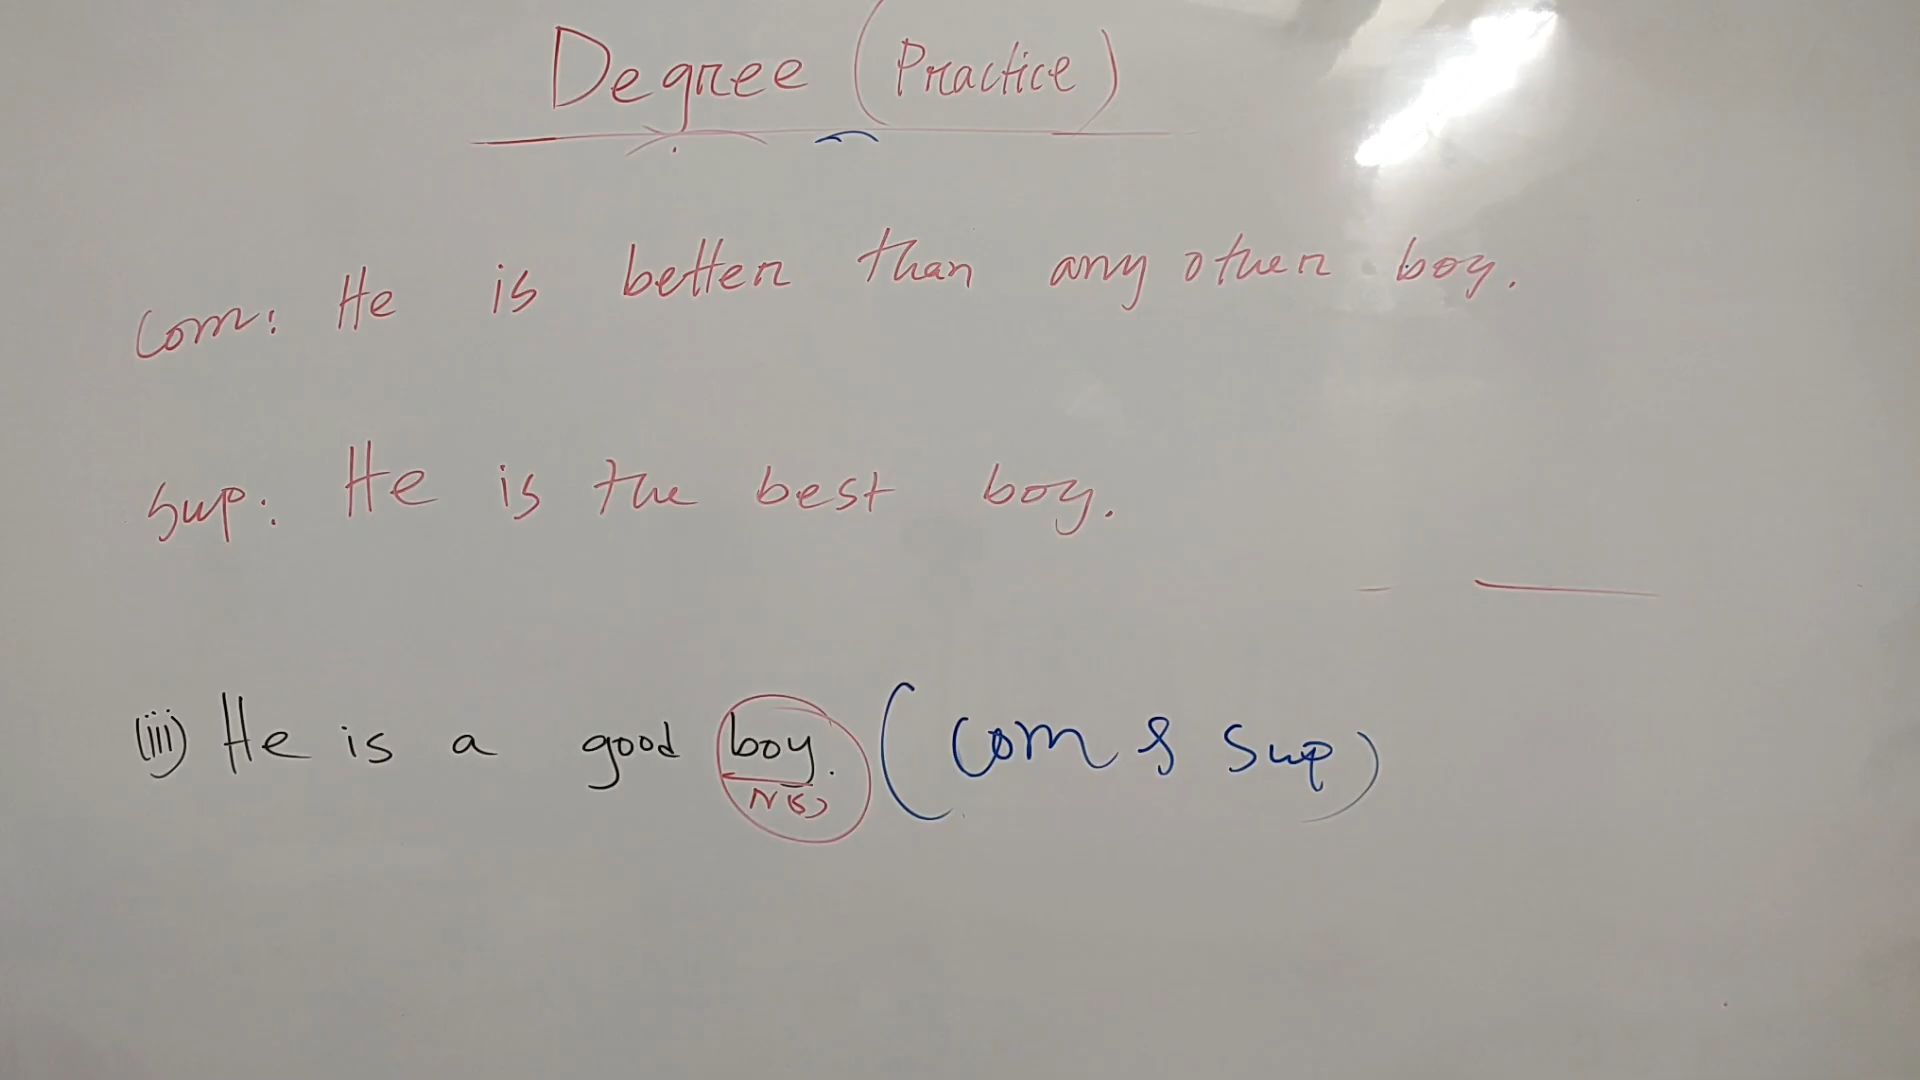 Degree (Practice)
Com: He is better than any other boy.
Sup: He is the best boy.
(iii) He is a good boy. (Com & Sup)
N(S)